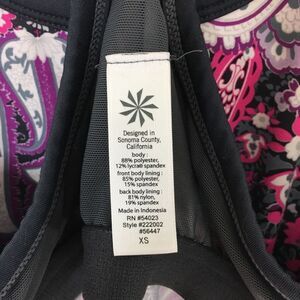 Designed in
Sonoma County,
California
body :
88% polyester,
12% lycra® spandex
front body lining :
85% polyester,
15% spandex
back body lining :
81% nylon,
19% spandex
Made in Indonesia
RN #54023
Style #222002
#56447
XS